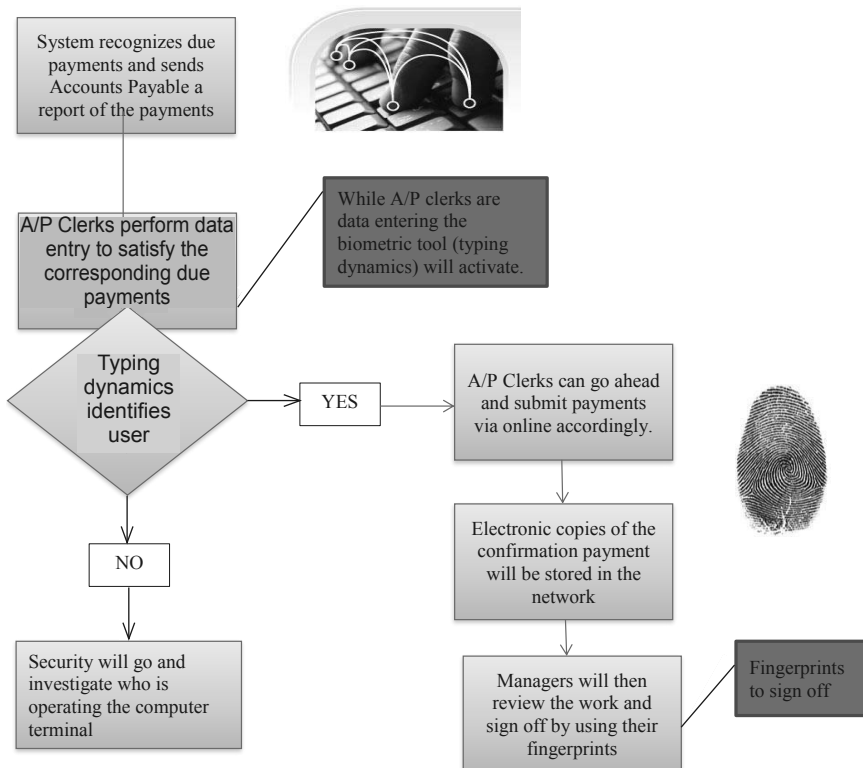 System recognizes due
payments and sends
Accounts Payable a
report of the payments
A/P Clerks perform data
entry to satisfy the
corresponding due
payments
While A/P clerks are
data entering the
biometric tool (typing
dynamics) will activate.
Typing
dynamics
identifies
user
YES
A/P Clerks can go ahead
and submit payments
via online accordingly.
NO
Electronic copies of the
confirmation payment
will be stored in the
network
Security will go and
investigate who is
operating the computer
terminal
Managers will then
review the work and
sign off by using their
fingerprints
Fingerprints
to sign off